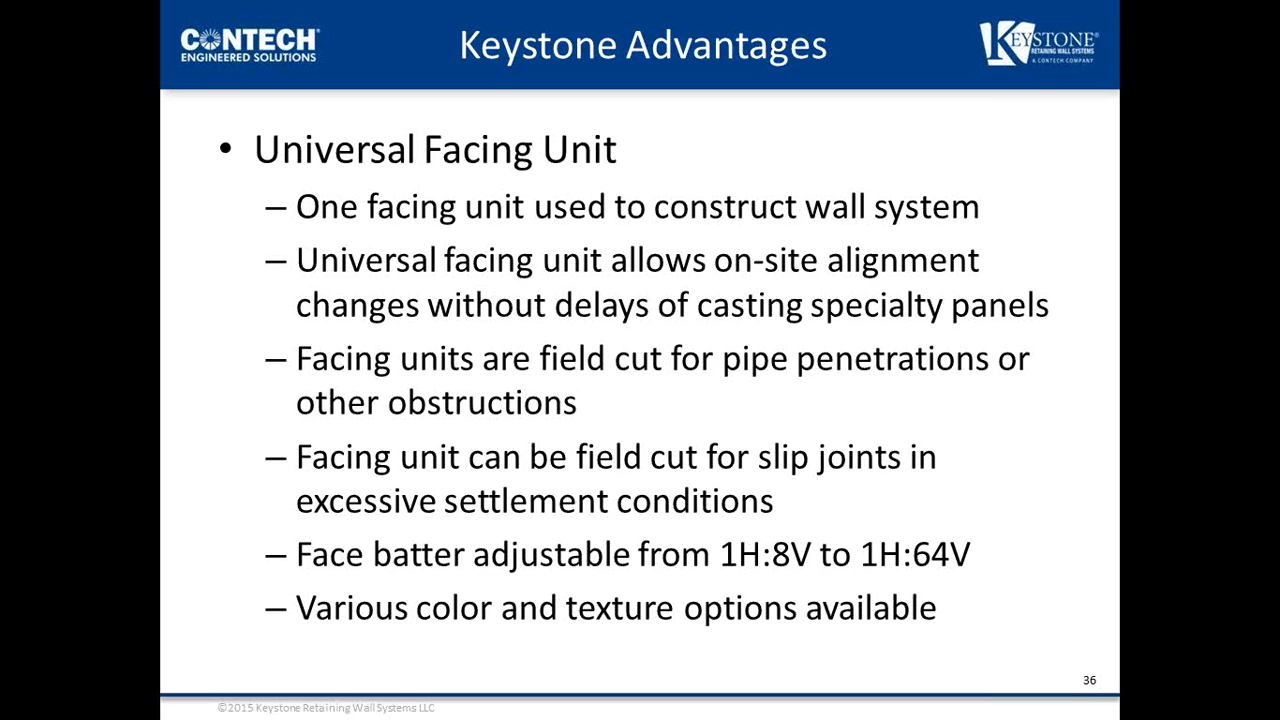 CONTECH®
ENGINEERED SOLUTIONS
Keystone Advantages
KEYSTONE®
RETAINING WALL SYSTEMS
A CONTECH COMPANY
• Universal Facing Unit
– One facing unit used to construct wall system
– Universal facing unit allows on-site alignment
changes without delays of casting specialty panels
– Facing units are field cut for pipe penetrations or
other obstructions
– Facing unit can be field cut for slip joints in
excessive settlement conditions
– Face batter adjustable from 1H:8V to 1H:64V
– Various color and texture options available
36
©2015 Keystone Retaining Wall Systems LLC